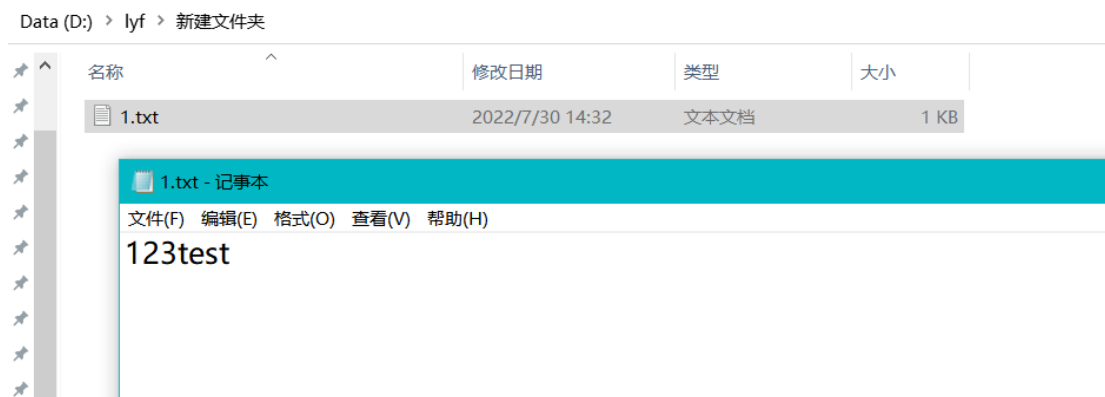 Data (D:) > lyf > 新建文件夹
名称 修改日期 类型 大小
1.txt 2022/7/30 14:32 文本文档 1 KB
1.txt - 记事本
文件(F) 编辑(E) 格式(O) 查看(V) 帮助(H)
123test